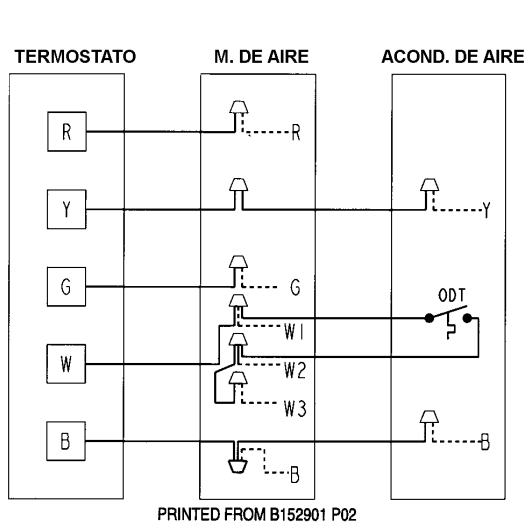 TERMOSTATO M. DE AIRE ACOND. DE AIRE
R R
Y Y
G G
ODT
W1
W W2
W3
B B
B
PRINTED FROM B152901 P02